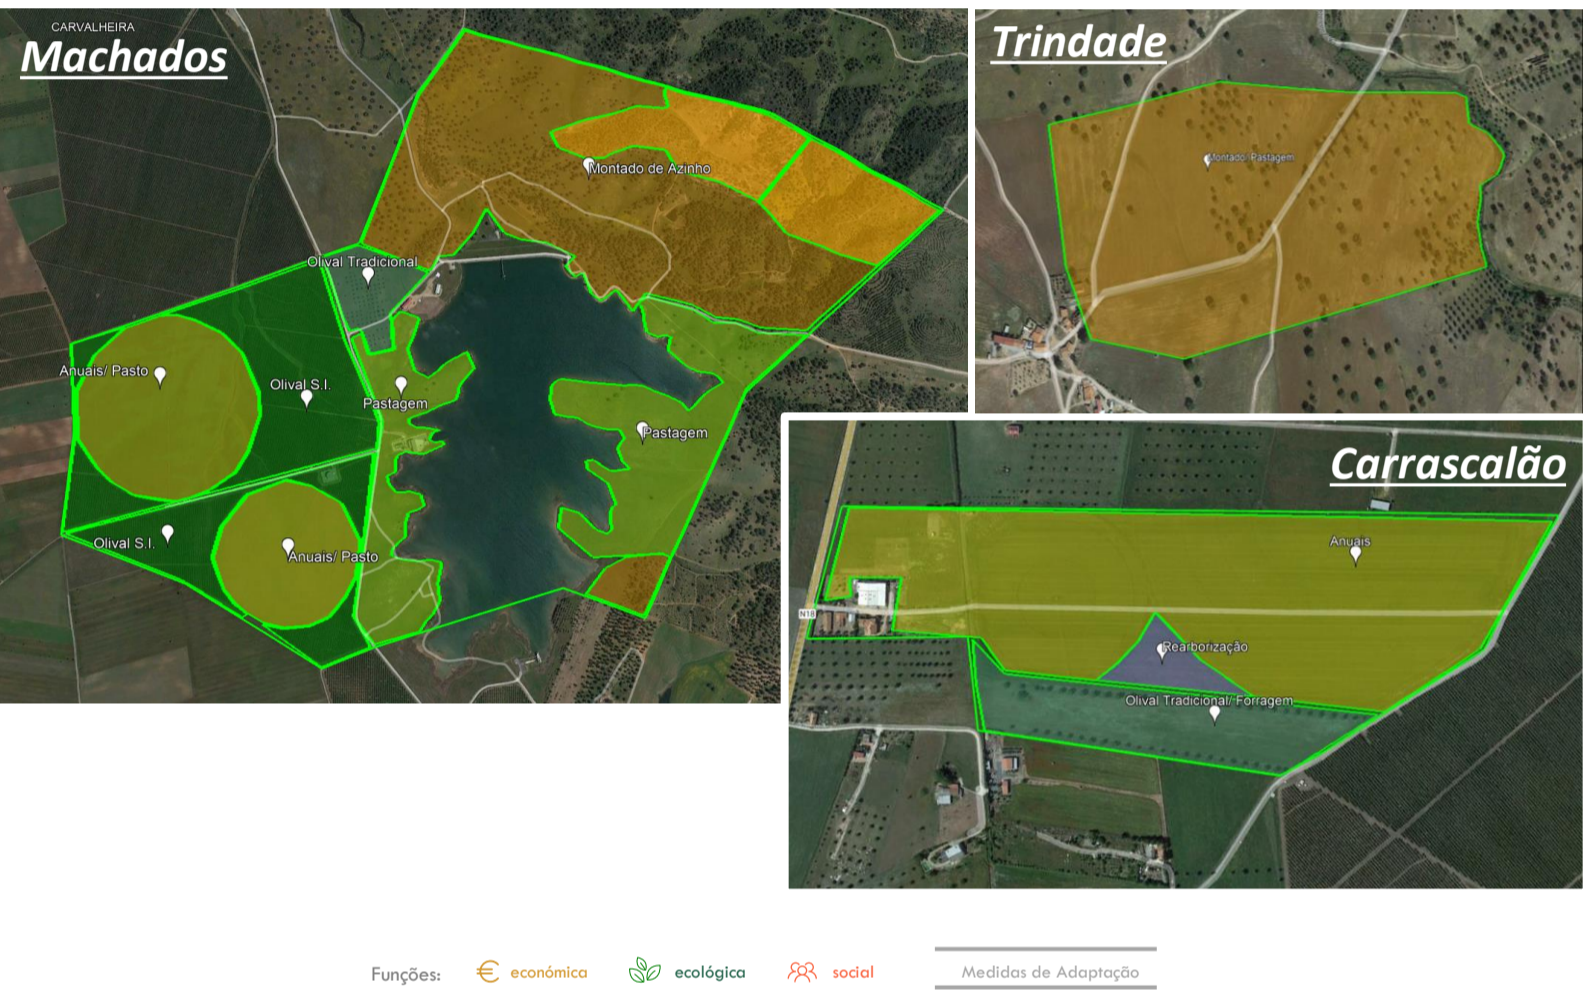 CARVALHEIRA
Machados
Montado de Azinho
Olival Tradicional
Anuais/ Pasto
Olival S.I.
Pastagem
Pastagem
Olival S.I.
Anuais/ Pasto
Trindade
Montado/Pastagem
Carrascalão
Anuais
N18
Rearborização
Olival Tradicional/ Forragem
Funções:
económica
ecológica
social
Medidas de Adaptação